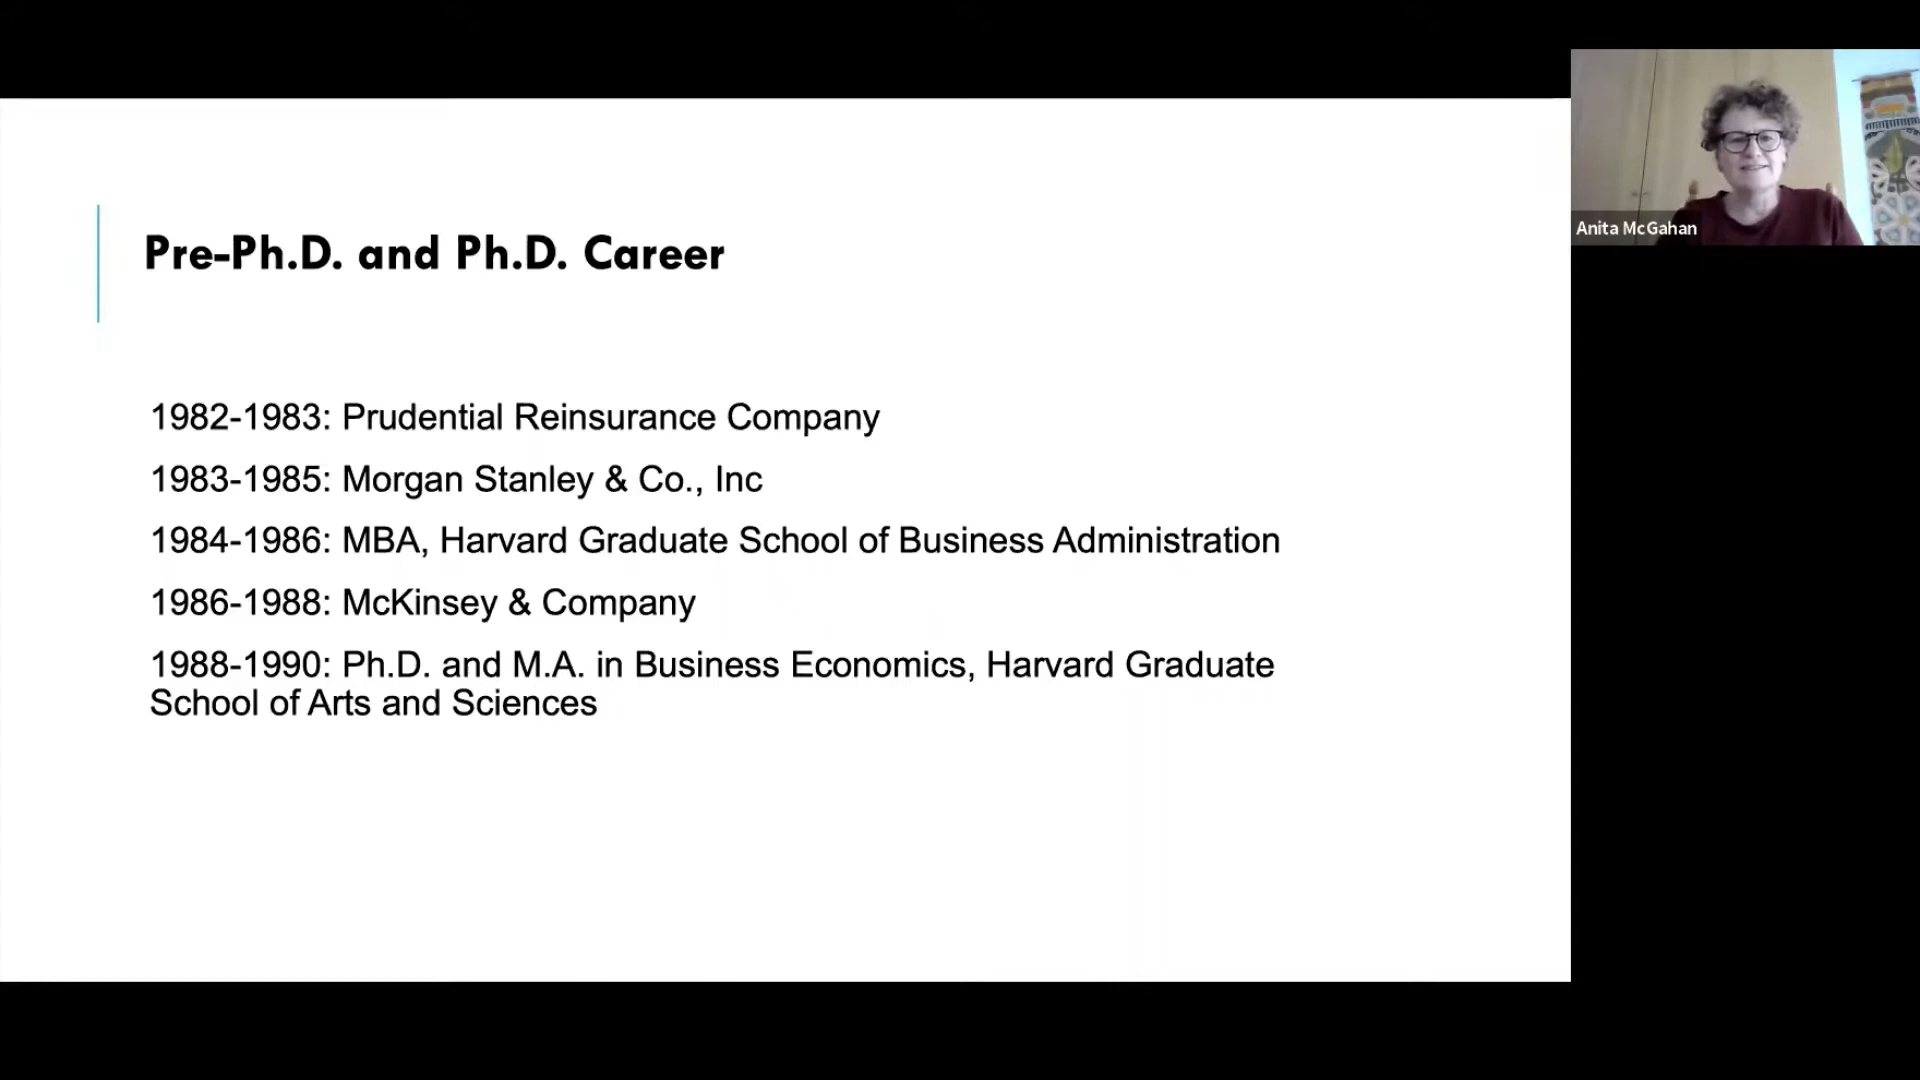 Anita McGahan
Pre-Ph.D. and Ph.D. Career
1982-1983: Prudential Reinsurance Company
1983-1985: Morgan Stanley & Co., Inc
1984-1986: MBA, Harvard Graduate School of Business Administration
1986-1988: McKinsey & Company
1988-1990: Ph.D. and M.A. in Business Economics, Harvard Graduate
School of Arts and Sciences